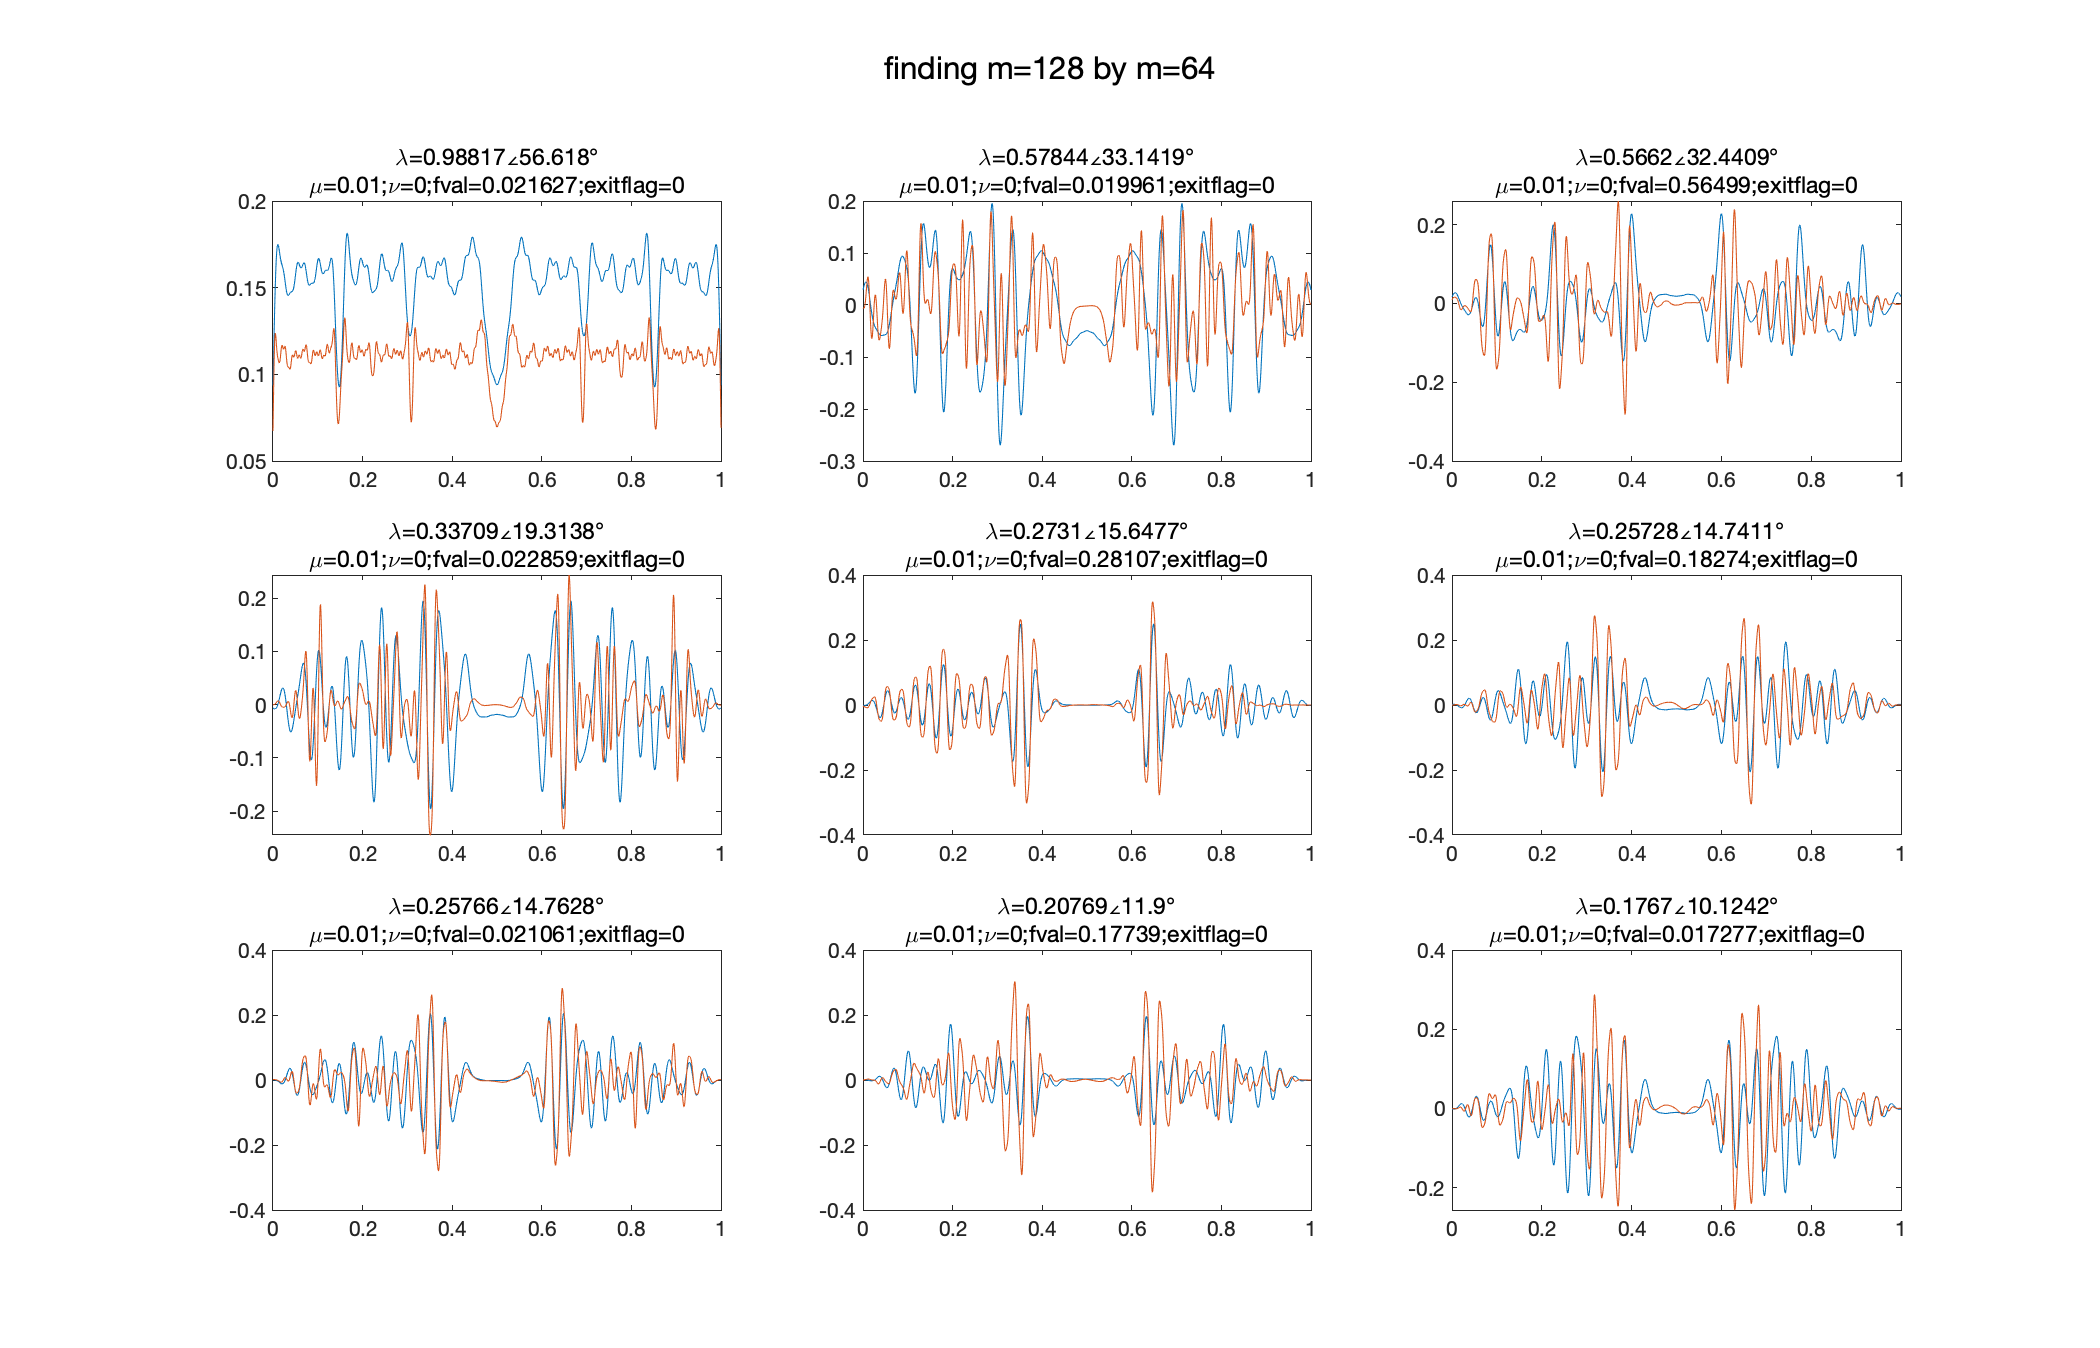 finding m=128 by m=64
λ=0.98817∠56.618°
μ=0.01;ν=0;fval=0.021627;exitflag=0
0.2
0.15
0.1
0.05
0 0.2 0.4 0.6 0.8 1
λ=0.57844∠33.1419°
μ=0.01;ν=0;fval=0.019961;exitflag=0
0.2
0.1
0
-0.1
-0.2
-0.3
0 0.2 0.4 0.6 0.8 1
λ=0.5662∠32.4409°
μ=0.01;ν=0;fval=0.56499;exitflag=0
0.2
0
-0.2
-0.4
0 0.2 0.4 0.6 0.8 1
λ=0.33709∠19.3138°
μ=0.01;ν=0;fval=0.022859;exitflag=0
0.2
0.1
0
-0.1
-0.2
0 0.2 0.4 0.6 0.8 1
λ=0.2731∠15.6477°
μ=0.01;ν=0;fval=0.28107;exitflag=0
0.4
0.2
0
-0.2
-0.4
0 0.2 0.4 0.6 0.8 1
λ=0.25728∠14.7411°
μ=0.01;ν=0;fval=0.18274;exitflag=0
0.4
0.2
0
-0.2
-0.4
0 0.2 0.4 0.6 0.8 1
λ=0.25766∠14.7628°
μ=0.01;ν=0;fval=0.021061;exitflag=0
0.4
0.2
0
-0.2
-0.4
0 0.2 0.4 0.6 0.8 1
λ=0.20769∠11.9°
μ=0.01;ν=0;fval=0.17739;exitflag=0
0.4
0.2
0
-0.2
-0.4
0 0.2 0.4 0.6 0.8 1
λ=0.1767∠10.1242°
μ=0.01;ν=0;fval=0.017277;exitflag=0
0.4
0.2
0
-0.2
0 0.2 0.4 0.6 0.8 1